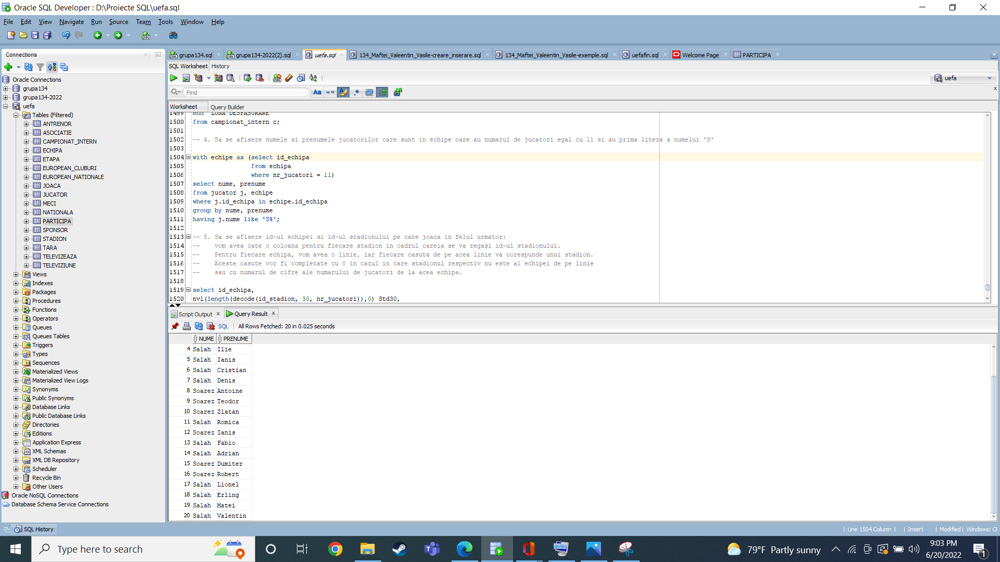 Oracle SQL Developer : D:\Proiecte SQL\uefa.sql
File Edit View Navigate Run Source Team Tools Window Help
Connections
grupa134.sql grupa134-2022(2).sql uefa.sql 134_Maftei_Valeentin_Vasile-creare_inserare.sql 134_Maftei_Valeentin_Vasile-exemple.sql uefafin.sql Welcome Page PARTICIPA
SQL Worksheet History
uefa
Find
Worksheet Query Builder
Oracle Connections
grupa134
grupa134-2022
uefa
Tables (Filtered)
ANTRENOR
ASOCIATIE
CAMPIONAT_INTERN
ECHIPA
ETAPA
EUROPEAN_CLUBURI
EUROPEAN_NATIONALE
JOACA
JUCATOR
MECI
NATIONALA
PARTICIPA
SPONSOR
STADION
TARA
TELEVIZEAZA
TELEVIZIUNE
Views
Indexes
Packages
Procedures
Functions
Operators
Queues
Queues Tables
Triggers
Types
Sequences
Materialized Views
Materialized View Logs
Synonyms
Public Synonyms
Database Links
Public Database Links
Directories
Editions
Application Express
XML Schemas
XML DB Repository
Scheduler
Recycle Bin
Other Users
Oracle NoSQL Connections
Database Schema Service Connections
1499 end "LUNA DESFASURARE"
1500 from campionat_intern c;
1501
1502 -- 4. Sa se afiseze numele si prenumele jucatorilor care sunt in echipe care au numarul de jucatori egal cu 11 si au prima litera a numelui 'S'
1503
1504 with echipe as (select id_echipa
1505 from echipa
1506 where nr_jucatori = 11)
1507 select nume, prenume
1508 from jucator j, echipe
1509 where j.id_echipa in echipe.id_echipa
1510 group by nume, prenume
1511 having j.nume like 'S%';
1512
1513 -- 5. Sa se afiseze id-ul echipei si id-ul stadionului pe care joaca in felul urmator:
1514 -- vom avea cate o coloana pentru fiecare stadion in cadrul careia se va regasi id-ul stadionului.
1515 -- Pentru fiecare echipa, vom avea o linie, iar fiecare casuta de pe acea linie va corespunde unui stadion.
1516 -- Aceste casute vor fi completate cu 0 in cazul in care stadionul respectiv nu este al echipei de pe linie
1517 -- sau cu numarul de cifre ale numarului de jucatori de la acea echipa.
1518
1519 select id_echipa,
1520 nvl(length(decode(id_stadion, 30, nr_jucatori)),0) Std30,
Script Output Query Result
SQL All Rows Fetched: 20 in 0.025 seconds
NUME PRENUME
4 Salah Ilie
5 Salah Ianis
6 Salah Cristian
7 Salah Denis
8 Soarez Antoine
9 Soarez Teodor
10 Soarez Zlatan
11 Salah Romica
12 Soarez Ianis
13 Salah Fabio
14 Salah Adrian
15 Soarez Dumiter
16 Soarez Robert
17 Salah Lionel
18 Salah Erling
19 Salah Matei
20 Salah Valentin
SQL History
Line 1504 Column 1 Insert Modified Windows: CF
Type here to search
79°F Partly sunny
9:03 PM
6/20/2022
1